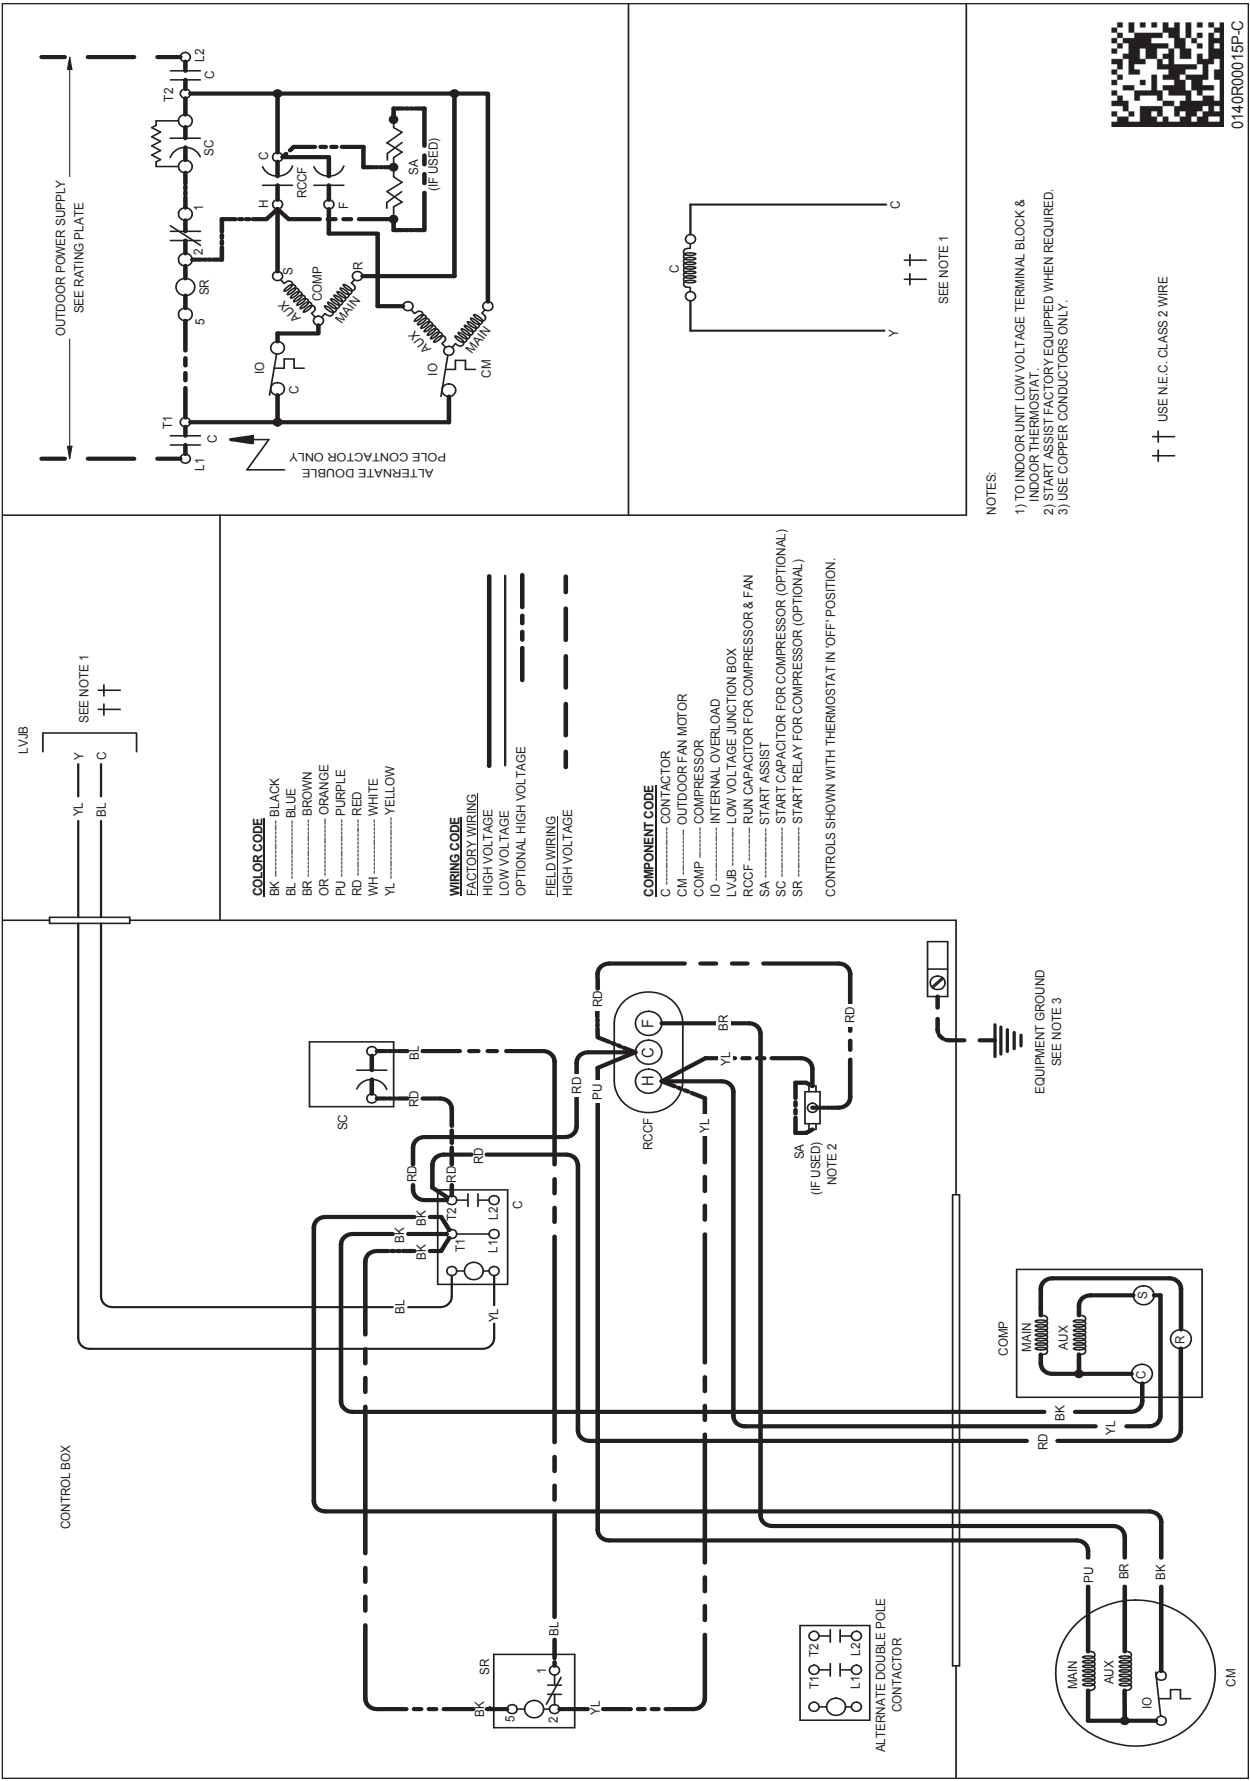 CONTROL BOX
LVJB
YL
Y
BL
C
SEE NOTE 1
BL
YL
BK
BK
BK
RD
RD
RD
T1
T2
L1
L2
C
SC
RD
BL
SR
5
1
2
BK
BL
YL
RD
PU
RD
H
C
F
RCCF
BR
YL
YL
RD
SA
(IF USED)
NOTE 2
ALTERNATE DOUBLE POLE
CONTACTOR
T1
T2
L1
L2
CM
MAIN
AUX
IO
PU
BR
BK
COMP
MAIN
AUX
C
S
R
BK
YL
RD
EQUIPMENT GROUND
SEE NOTE 3
COLOR CODE
BK ---------- BLACK
BL ---------- BLUE
BR ---------- BROWN
OR ---------- ORANGE
PU ---------- PURPLE
RD ---------- RED
WH ---------- WHITE
YL ---------- YELLOW
WIRING CODE
FACTORY WIRING
HIGH VOLTAGE
LOW VOLTAGE
OPTIONAL HIGH VOLTAGE
FIELD WIRING
HIGH VOLTAGE
COMPONENT CODE
C ---------- CONTACTOR
CM ---------- OUTDOOR FAN MOTOR
COMP ---------- COMPRESSOR
IO ---------- INTERNAL OVERLOAD
LVJB ---------- LOW VOLTAGE JUNCTION BOX
RCCF ---------- RUN CAPACITOR FOR COMPRESSOR & FAN
SA ---------- START ASSIST
SC ---------- START CAPACITOR FOR COMPRESSOR (OPTIONAL)
SR ---------- START RELAY FOR COMPRESSOR (OPTIONAL)
CONTROLS SHOWN WITH THERMOSTAT IN 'OFF' POSITION.
OUTDOOR POWER SUPPLY
SEE RATING PLATE
L1
C
T1
5
SR
2
1
SC
T2
C
L2
ALTERNATE DOUBLE
POLE CONTACTOR ONLY
IO
C
AUX
S
COMP
MAIN
R
H
RCCF
C
F
SA
(IF USED)
IO
CM
AUX
MAIN
C
Y
C
SEE NOTE 1
NOTES:
1) TO INDOOR UNIT LOW VOLTAGE TERMINAL BLOCK &
INDOOR THERMOSTAT.
2) START ASSIST FACTORY EQUIPPED WHEN REQUIRED.
3) USE COPPER CONDUCTORS ONLY.
†† USE N.E.C. CLASS 2 WIRE
0140R00015P-C